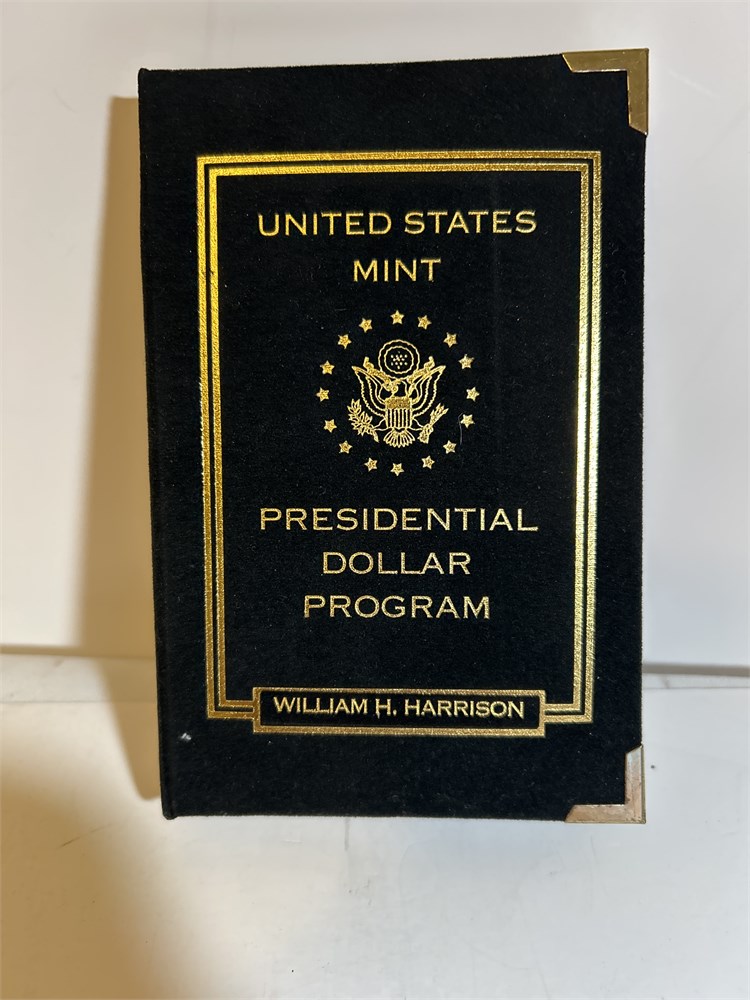 UNITED STATES
MINT
PRESIDENTIAL
DOLLAR
PROGRAM
WILLIAM H. HARRISON